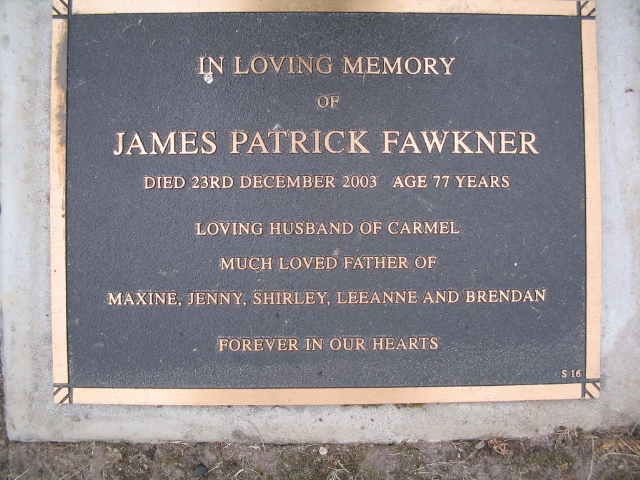 IN LOVING MEMORY
OF
JAMES PATRICK FAWKNER
DIED 23RD DECEMBER 2003 AGE 77 YEARS
LOVING HUSBAND OF CARMEL
MUCH LOVED FATHER OF
MAXINE, JENNY, SHIRLEY, LEEANNE AND BRENDAN
FOREVER IN OUR HEARTS
S 16